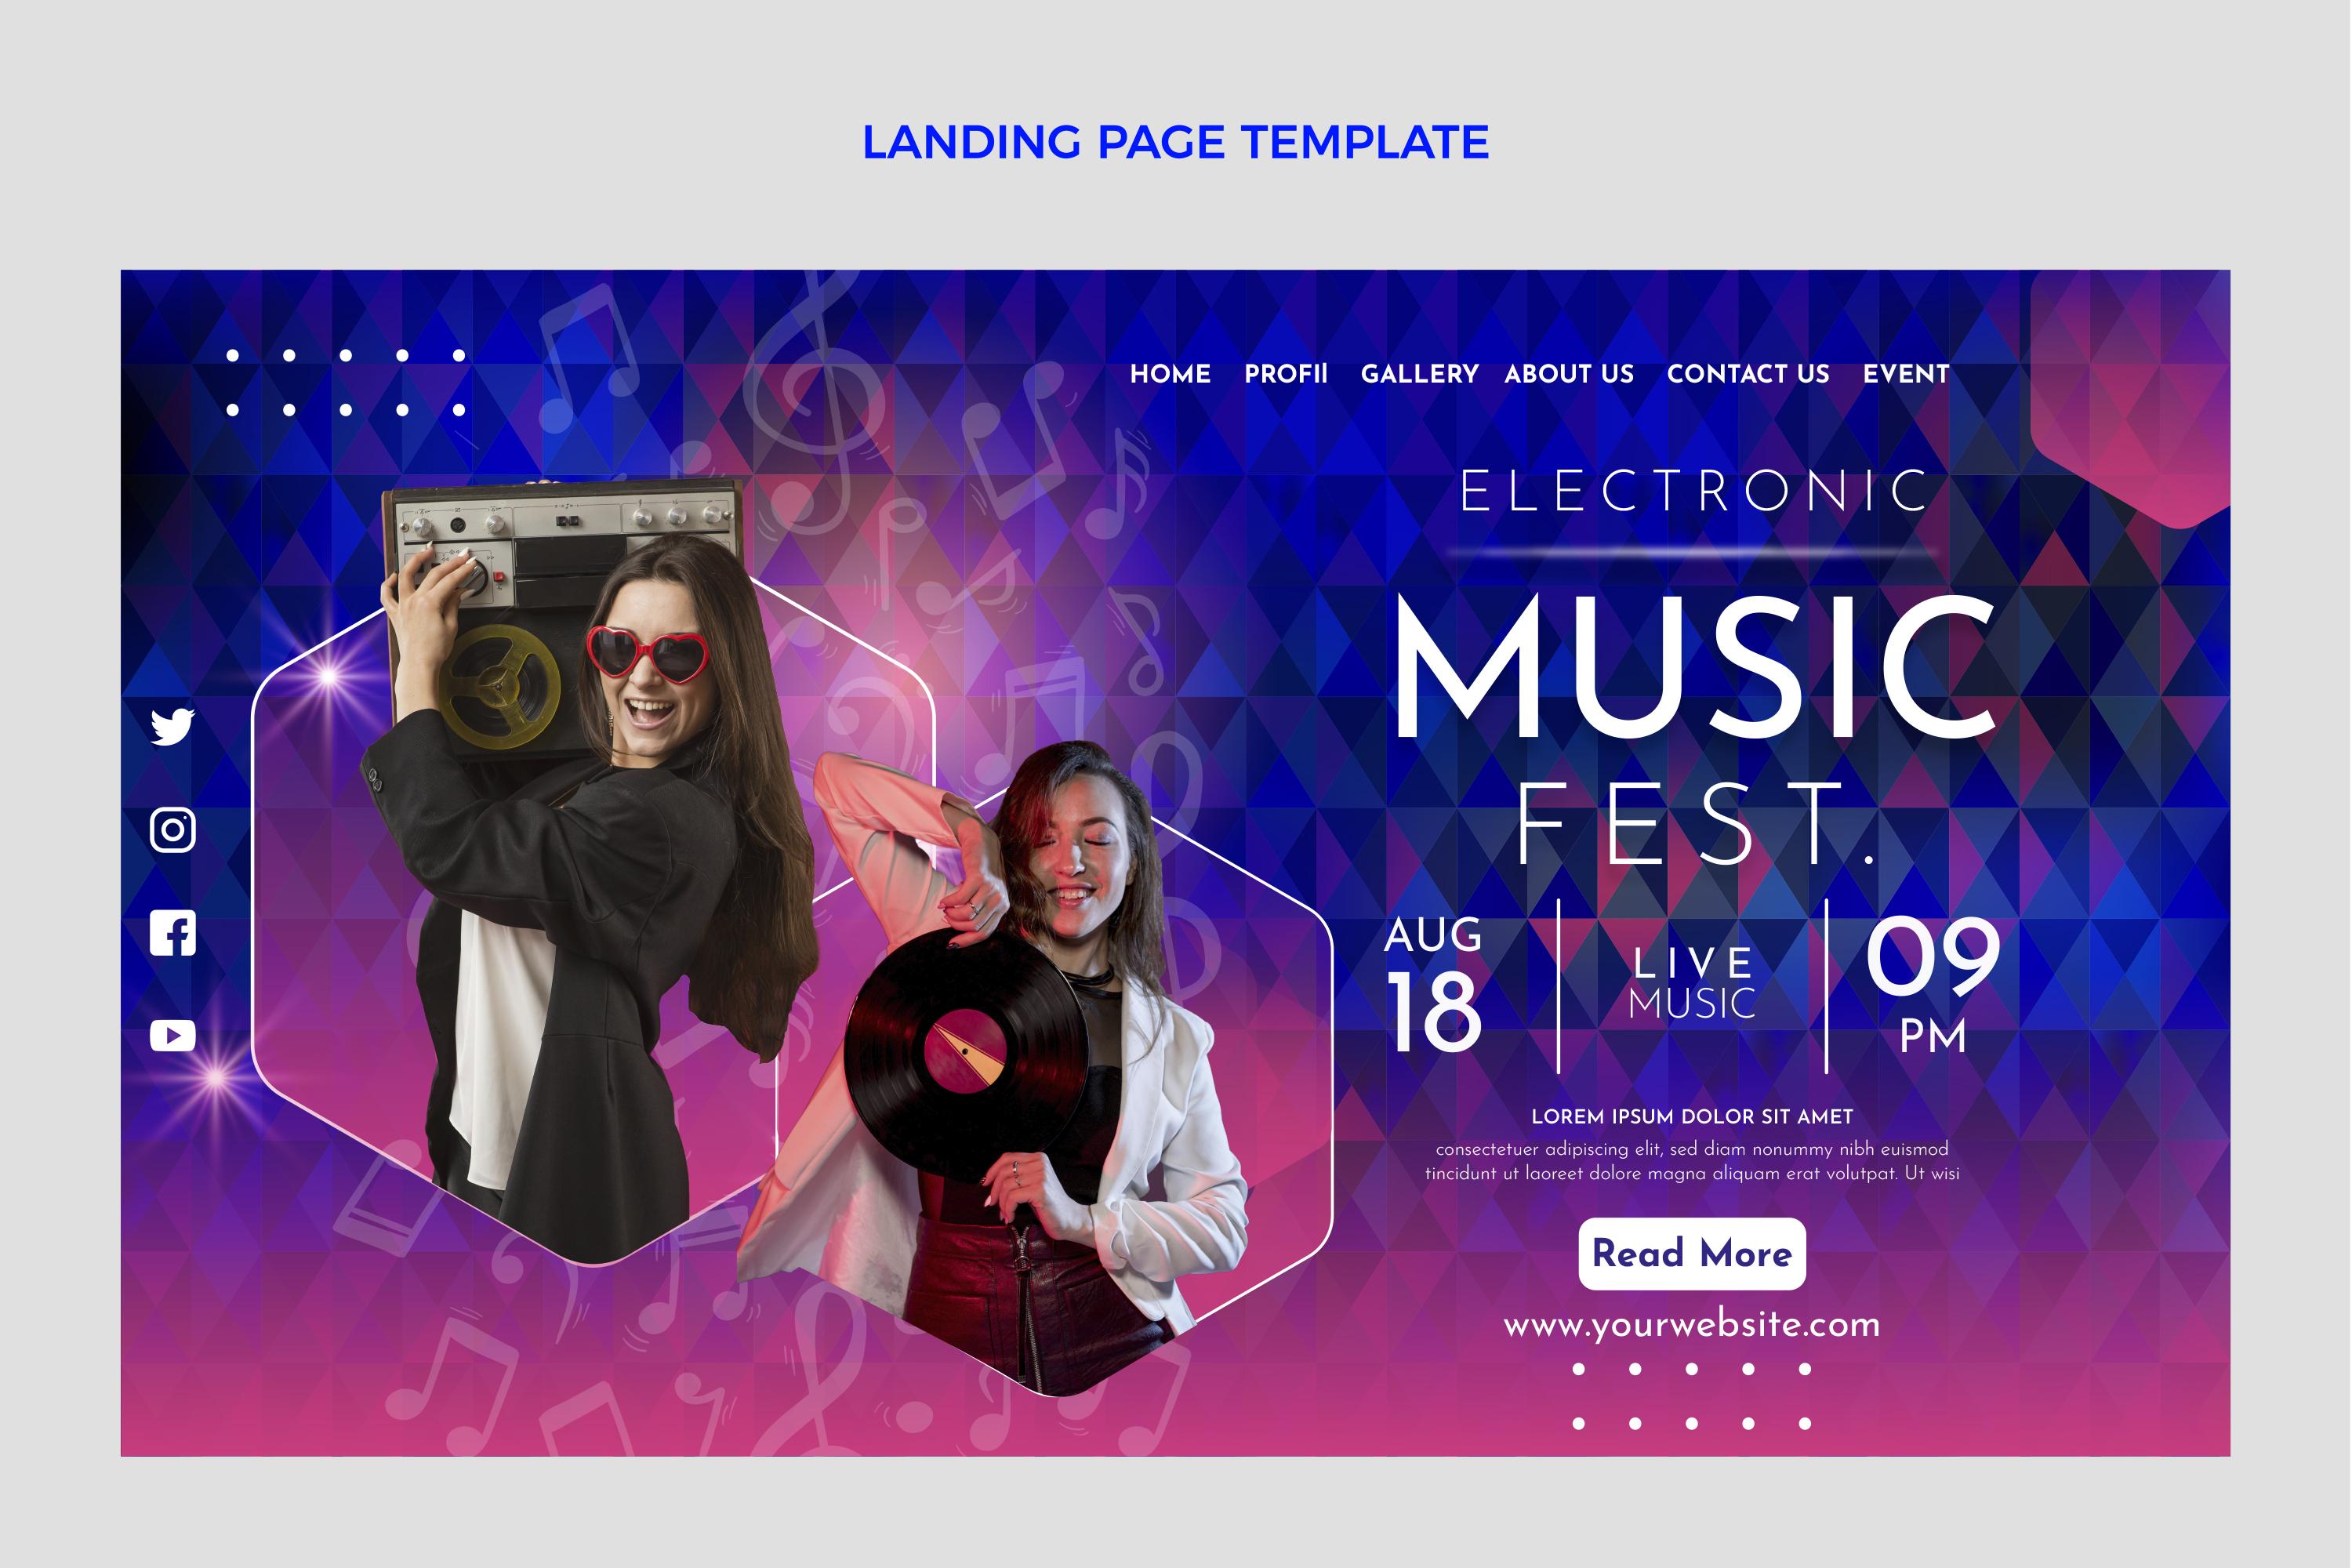 LANDING PAGE TEMPLATE
HOME PROFIl GALLERY ABOUT US CONTACT US EVENT
ELECTRONIC
MUSIC
FEST.
AUG
18
LIVE
MUSIC
09
PM
LOREM IPSUM DOLOR SIT AMET
consectetuer adipiscing elit, sed diam nonummy nibh euismod
tincidunt ut laoreet dolore magna aliquam erat volutpat. Ut wisi
Read More
www.yourwebsite.com